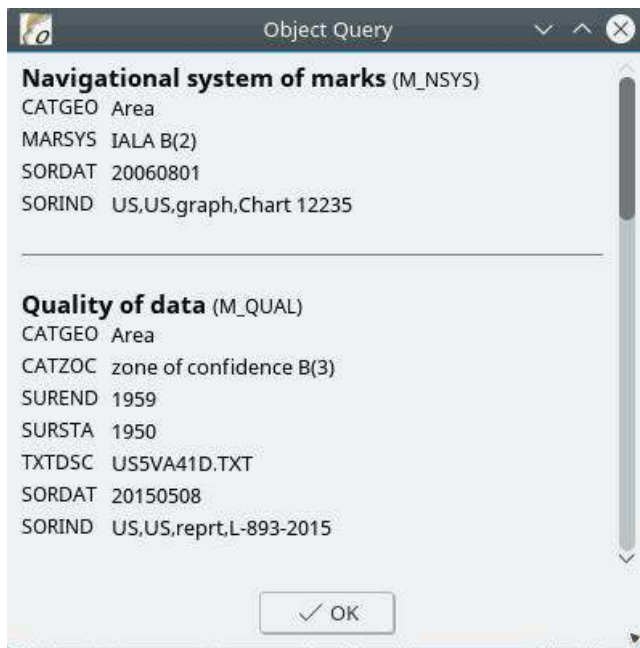 Object Query
Navigational system of marks (M_NSYS)
CATGEO Area
MARSYS IALA B(2)
SORDAT 20060801
SORIND US,US,graph,Chart 12235
Quality of data (M_QUAL)
CATGEO Area
CATZOC zone of confidence B(3)
SUREND 1959
SURSTA 1950
TXTDSC US5VA41D.TXT
SORDAT 20150508
SORIND US,US,reprt,L-893-2015
OK